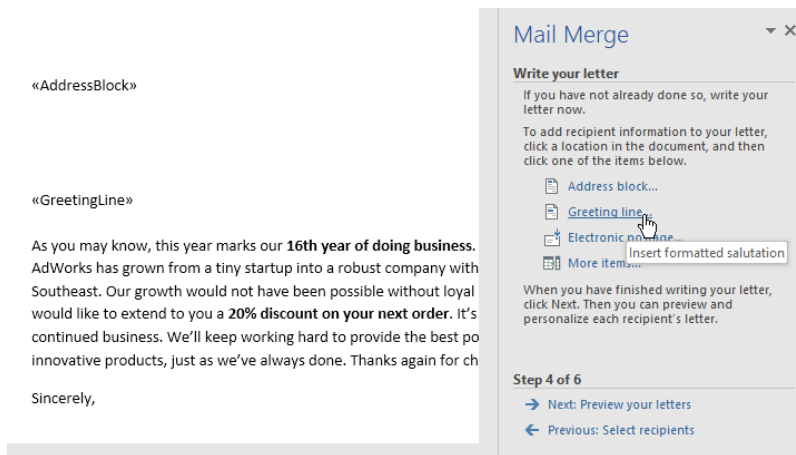 «AddressBlock»
«GreetingLine»
As you may know, this year marks our 16th year of doing business.
AdWorks has grown from a tiny startup into a robust company with
Southeast. Our growth would not have been possible without loyal
would like to extend to you a 20% discount on your next order. It’s
continued business. We’ll keep working hard to provide the best po
innovative products, just as we’ve always done. Thanks again for ch
Sincerely,
Mail Merge
Write your letter
If you have not already done so, write your
letter now.
To add recipient information to your letter,
click a location in the document, and then
click one of the items below.
Address block...
Greeting line...
Electronic postage...
Insert formatted salutation
More items...
When you have finished writing your letter,
click Next. Then you can preview and
personalize each recipient's letter.
Step 4 of 6
Next: Preview your letters
Previous: Select recipients